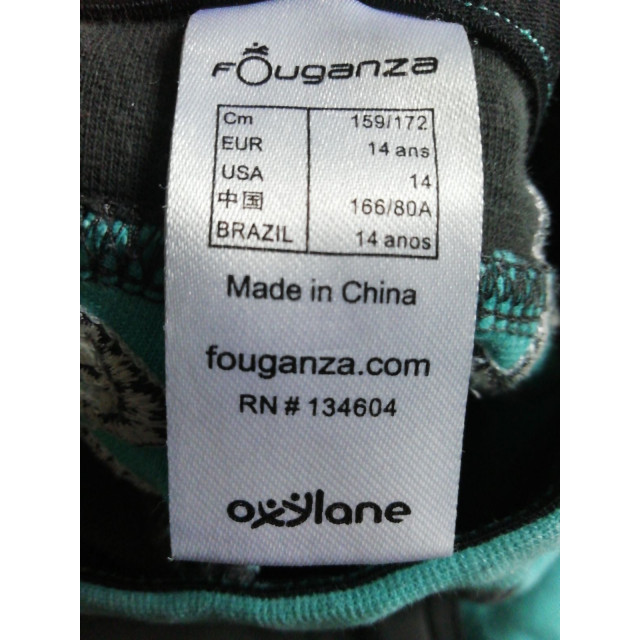 Fouganza
Cm 159/172
EUR 14 ans
USA 14
中国 166/80A
BRAZIL 14 anos
Made in China
fouganza.com
RN # 134604
oxylane